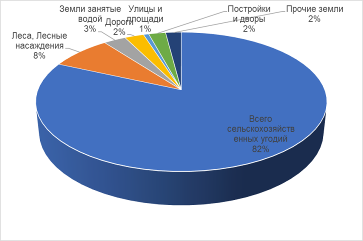 Земли занятые
водой
3%
Улицы и
площади
1%
Постройки
и дворы
2%
Прочие земли
2%
Дороги
2%
Леса, Лесные
насаждения
8%
Всего
сельскохозяйств
енных угодий
82%